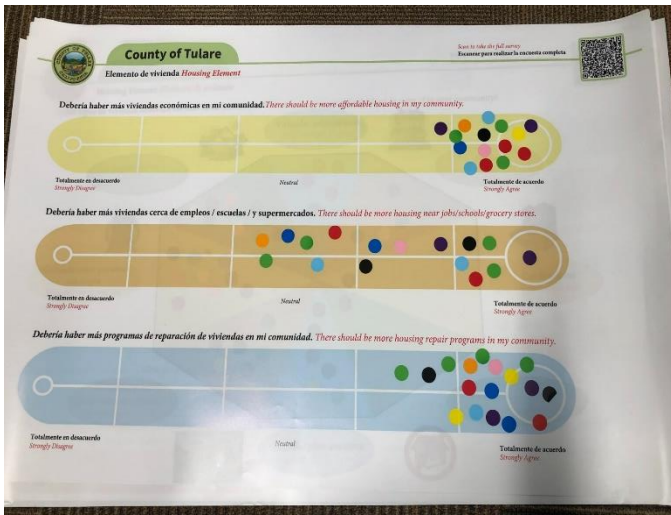 County of Tulare
Scan to take the full survey
Escanear para realizar la encuesta completa
Elemento de vivienda Housing Element
Debería haber más viviendas económicas en mi comunidad. There should be more affordable housing in my community.
Totalmente en desacuerdo
Strongly Disagree
Neutral
Totalmente de acuerdo
Strongly Agree
Debería haber más viviendas cerca de empleos / escuelas / y supermercados. There should be more housing near jobs/schools/grocery stores.
Totalmente en desacuerdo
Strongly Disagree
Neutral
Totalmente de acuerdo
Strongly Agree
Debería haber más programas de reparación de viviendas en mi comunidad. There should be more housing repair programs in my community.
Totalmente en desacuerdo
Strongly Disagree
Neutral
Totalmente de acuerdo
Strongly Agree